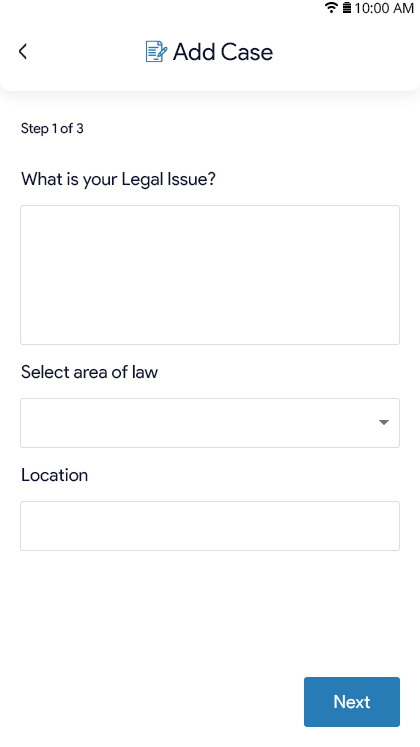 10:00 AM
Add Case
Step 1 of 3
What is your Legal Issue?
Select area of law
Location
Next